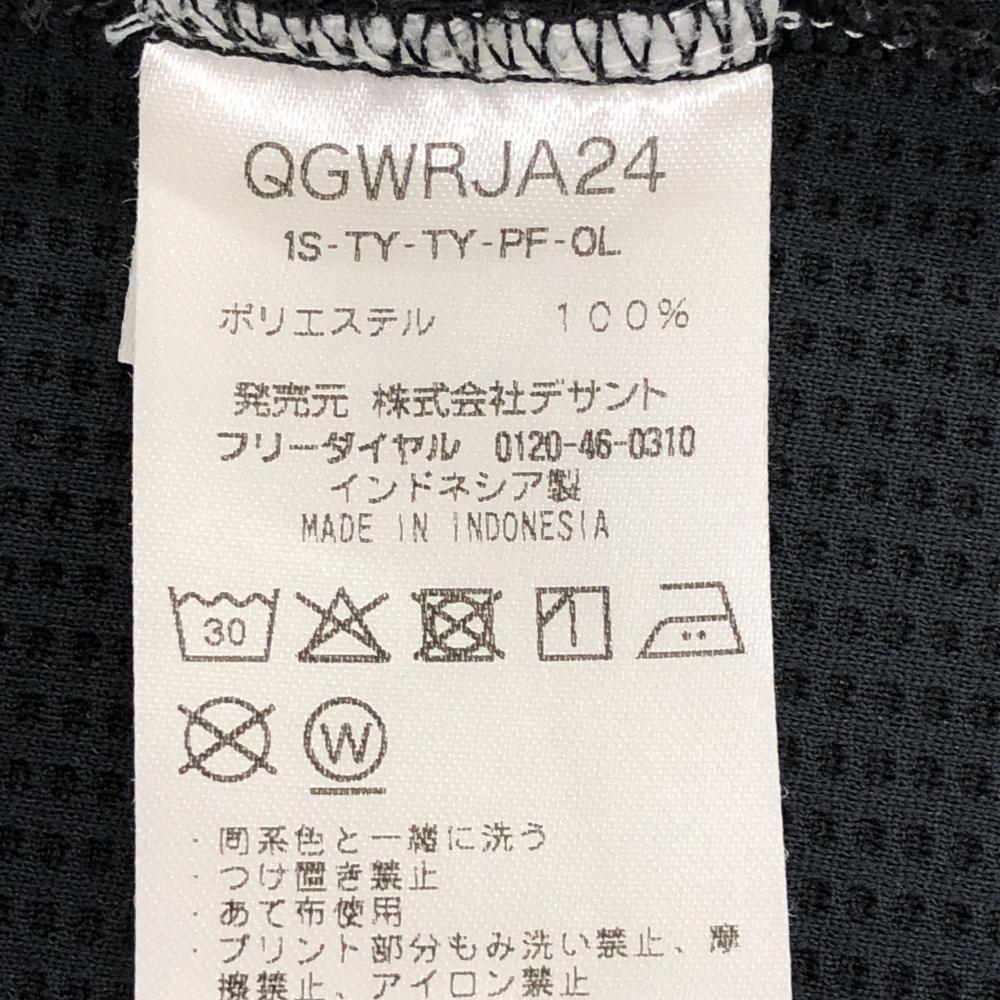 QGWRJA24
1S-TY-TY-PF-OL
ポリエステル 100%
発売元 株式会社デサント
フリーダイヤル 0120-46-0310
インドネシア製
MADE IN INDONESIA
30
W
・同系色と一緒に洗う
・つけ置き禁止
・あて布使用
・プリント部分もみ洗い禁止、摩
擦禁止、アイロン禁止